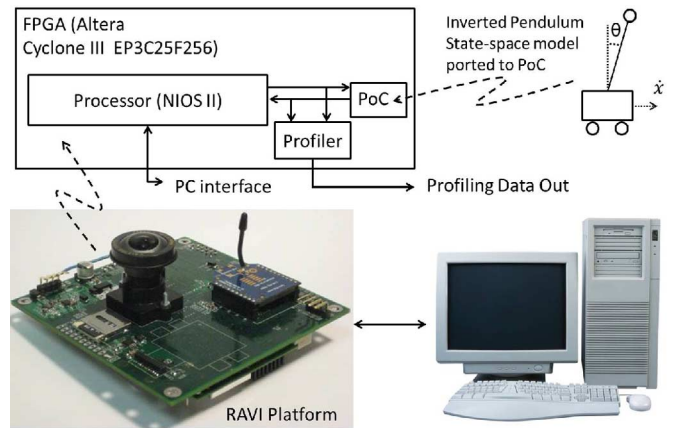 FPGA (Altera
Cyclone III EP3C25F256)
Processor (NIOS II)
PoC
Profiler
PC interface
Profiling Data Out
Inverted Pendulum
State-space model
ported to PoC
θ
ẋ
RAVI Platform